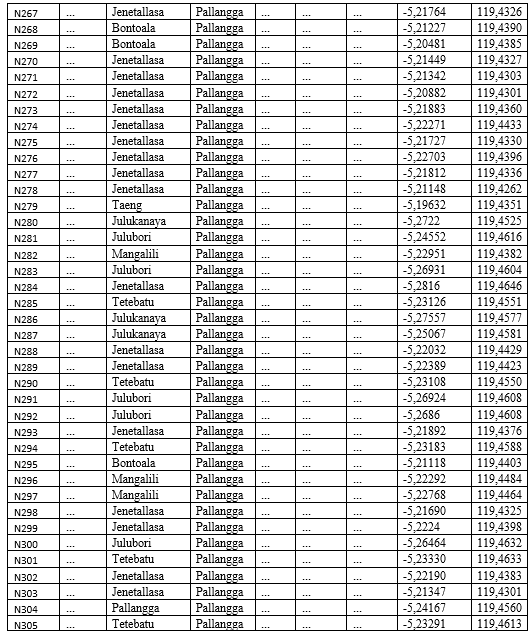 N267 ... Jenetallasa Pallangga ... ... ... -5,21764 119,4326
N268 ... Bontoala Pallangga ... ... ... -5,21227 119,4390
N269 ... Bontoala Pallangga ... ... ... -5,20481 119,4385
N270 ... Jenetallasa Pallangga ... ... ... -5,21449 119,4327
N271 ... Jenetallasa Pallangga ... ... ... -5,21342 119,4303
N272 ... Jenetallasa Pallangga ... ... ... -5,20882 119,4301
N273 ... Jenetallasa Pallangga ... ... ... -5,21883 119,4360
N274 ... Jenetallasa Pallangga ... ... ... -5,22271 119,4433
N275 ... Jenetallasa Pallangga ... ... ... -5,21727 119,4330
N276 ... Jenetallasa Pallangga ... ... ... -5,22703 119,4396
N277 ... Jenetallasa Pallangga ... ... ... -5,21812 119,4336
N278 ... Jenetallasa Pallangga ... ... ... -5,21148 119,4262
N279 ... Taeng Pallangga ... ... ... -5,19632 119,4351
N280 ... Julukanaya Pallangga ... ... ... -5,2722 119,4525
N281 ... Julubori Pallangga ... ... ... -5,24552 119,4616
N282 ... Mangalili Pallangga ... ... ... -5,22951 119,4382
N283 ... Julubori Pallangga ... ... ... -5,26931 119,4604
N284 ... Jenetallasa Pallangga ... ... ... -5,2816 119,4646
N285 ... Tetebatu Pallangga ... ... ... -5,23126 119,4551
N286 ... Julukanaya Pallangga ... ... ... -5,27557 119,4577
N287 ... Julukanaya Pallangga ... ... ... -5,25067 119,4581
N288 ... Jenetallasa Pallangga ... ... ... -5,22032 119,4429
N289 ... Jenetallasa Pallangga ... ... ... -5,22389 119,4423
N290 ... Tetebatu Pallangga ... ... ... -5,23108 119,4550
N291 ... Julubori Pallangga ... ... ... -5,26924 119,4608
N292 ... Julubori Pallangga ... ... ... -5,2686 119,4608
N293 ... Jenetallasa Pallangga ... ... ... -5,21892 119,4376
N294 ... Tetebatu Pallangga ... ... ... -5,23183 119,4588
N295 ... Bontoala Pallangga ... ... ... -5,21118 119,4403
N296 ... Mangalili Pallangga ... ... ... -5,22292 119,4484
N297 ... Mangalili Pallangga ... ... ... -5,22768 119,4464
N298 ... Jenetallasa Pallangga ... ... ... -5,21690 119,4325
N299 ... Jenetallasa Pallangga ... ... ... -5,2224 119,4398
N300 ... Julubori Pallangga ... ... ... -5,26464 119,4632
N301 ... Tetebatu Pallangga ... ... ... -5,23330 119,4633
N302 ... Jenetallasa Pallangga ... ... ... -5,22190 119,4383
N303 ... Jenetallasa Pallangga ... ... ... -5,21347 119,4301
N304 ... Pallangga Pallangga ... ... ... -5,24167 119,4560
N305 ... Tetebatu Pallangga ... ... ... -5,23291 119,4613